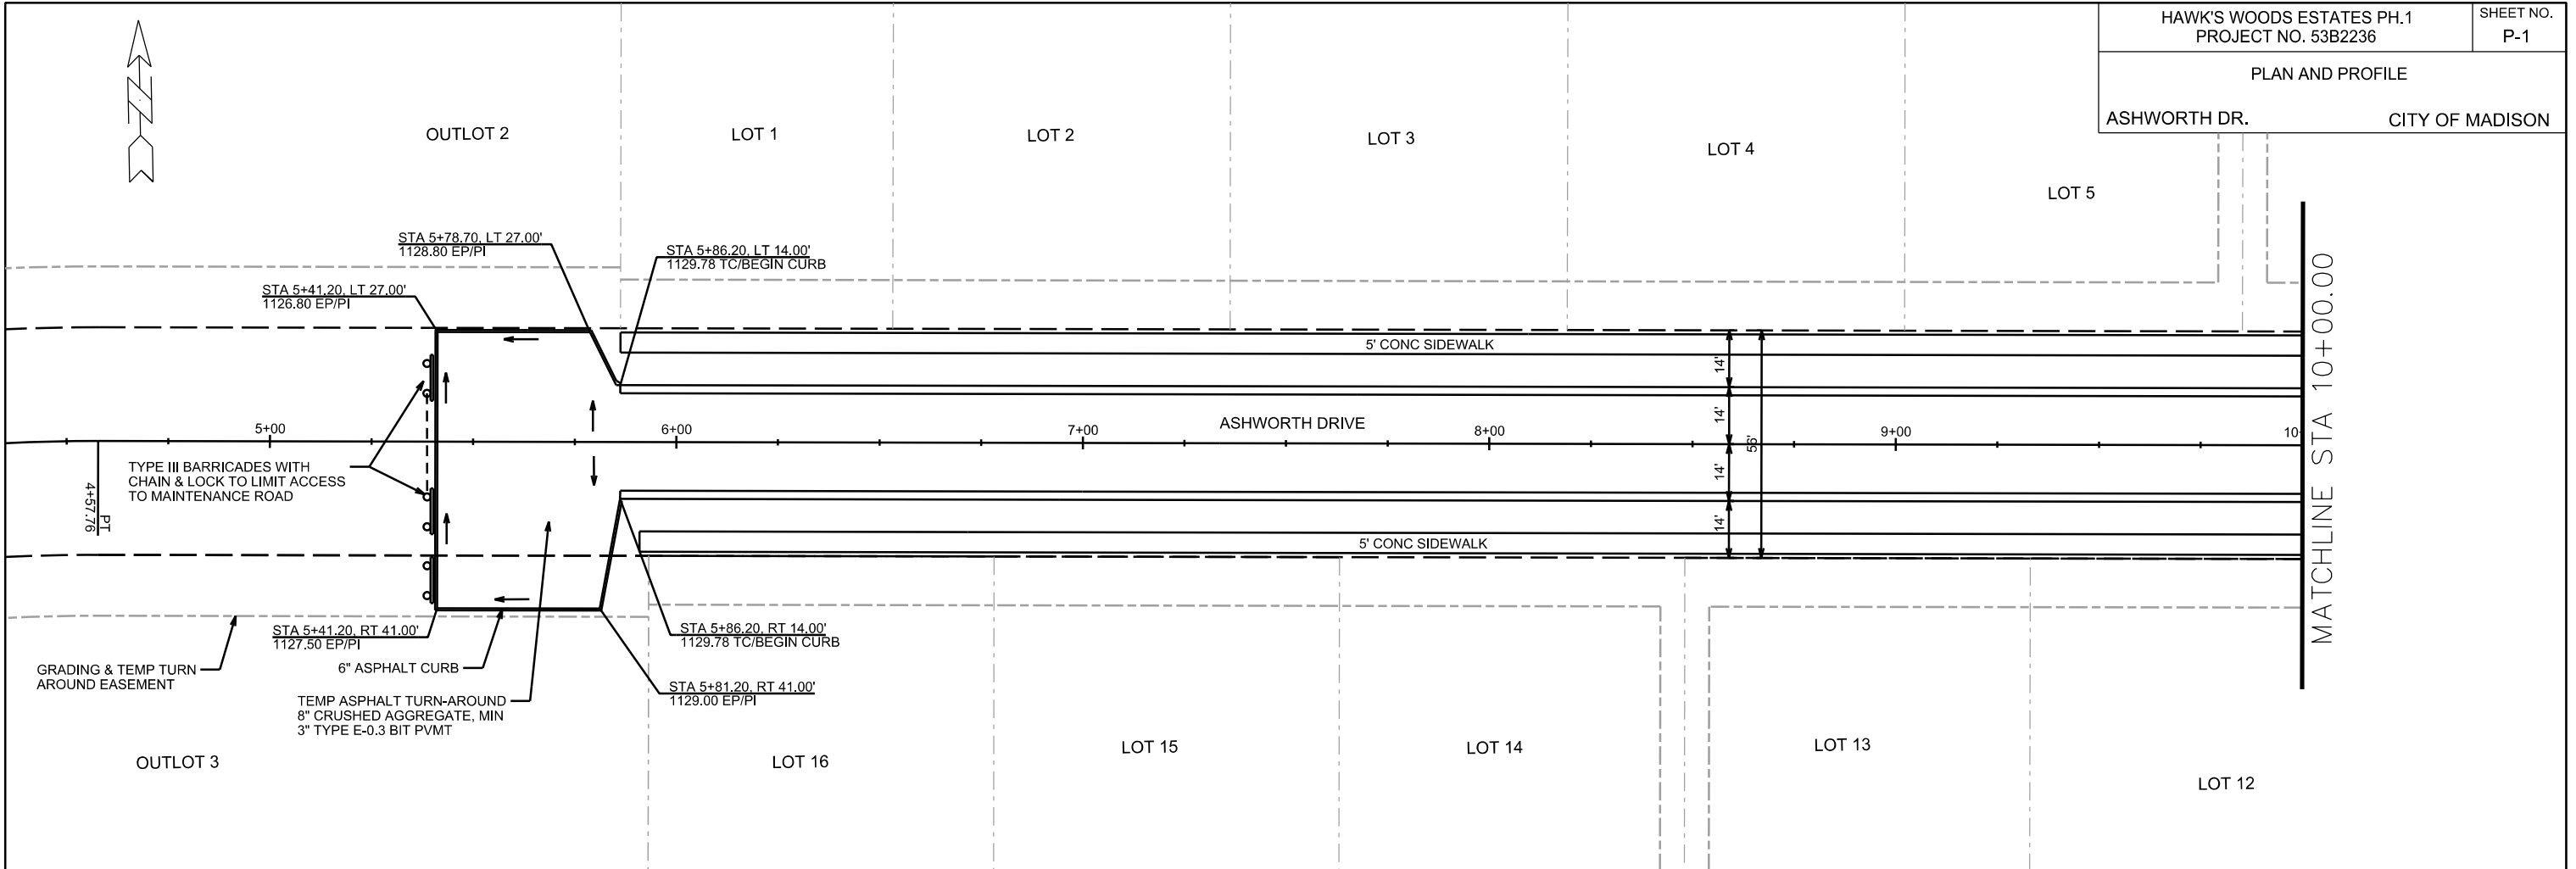 HAWK'S WOODS ESTATES PH.1
PROJECT NO. 53B2236
SHEET NO.
P-1
PLAN AND PROFILE
ASHWORTH DR.
CITY OF MADISON
OUTLOT 2
LOT 1
LOT 2
LOT 3
LOT 4
LOT 5
STA 5+78.70, LT 27.00'
1128.80 EP/PI
STA 5+86.20, LT 14.00'
1129.78 TC/BEGIN CURB
STA 5+41.20, LT 27.00'
1126.80 EP/PI
5' CONC SIDEWALK
14'
14'
14'
14'
56'
ASHWORTH DRIVE
5+00
6+00
7+00
8+00
9+00
10
MATCHLINE STA 10+00.00
TYPE III BARRICADES WITH
CHAIN & LOCK TO LIMIT ACCESS
TO MAINTENANCE ROAD
PT
4+57.76
5' CONC SIDEWALK
STA 5+41.20, RT 41.00'
1127.50 EP/PI
STA 5+86.20, RT 14.00'
1129.78 TC/BEGIN CURB
GRADING & TEMP TURN
AROUND EASEMENT
6" ASPHALT CURB
STA 5+81.20, RT 41.00'
1129.00 EP/PI
TEMP ASPHALT TURN-AROUND
8" CRUSHED AGGREGATE, MIN
3" TYPE E-0.3 BIT PVMT
OUTLOT 3
LOT 16
LOT 15
LOT 14
LOT 13
LOT 12